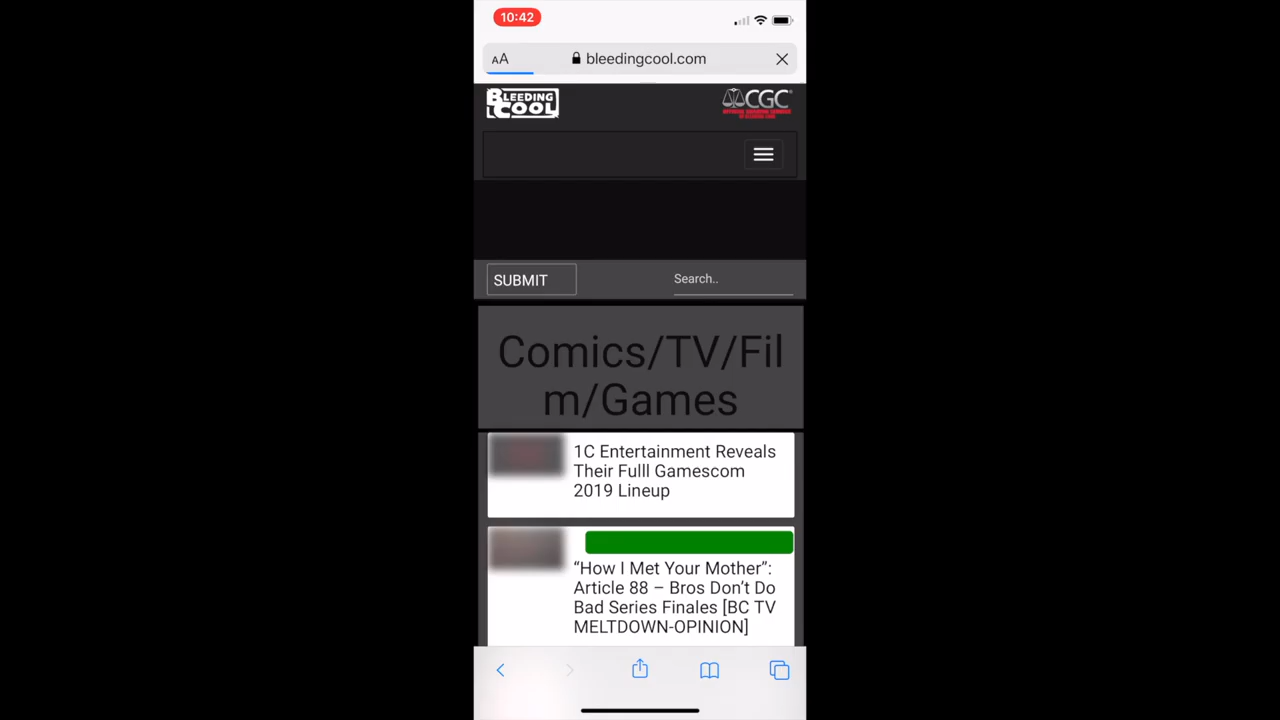 10:42
AA
bleedingcool.com
BLEEDING
COOL
CGC
SUBMIT
Search..
Comics/TV/Fil
m/Games
1C Entertainment Reveals
Their Fulll Gamescom
2019 Lineup
“How I Met Your Mother”:
Article 88 – Bros Don’t Do
Bad Series Finales [BC TV
MELTDOWN-OPINION]